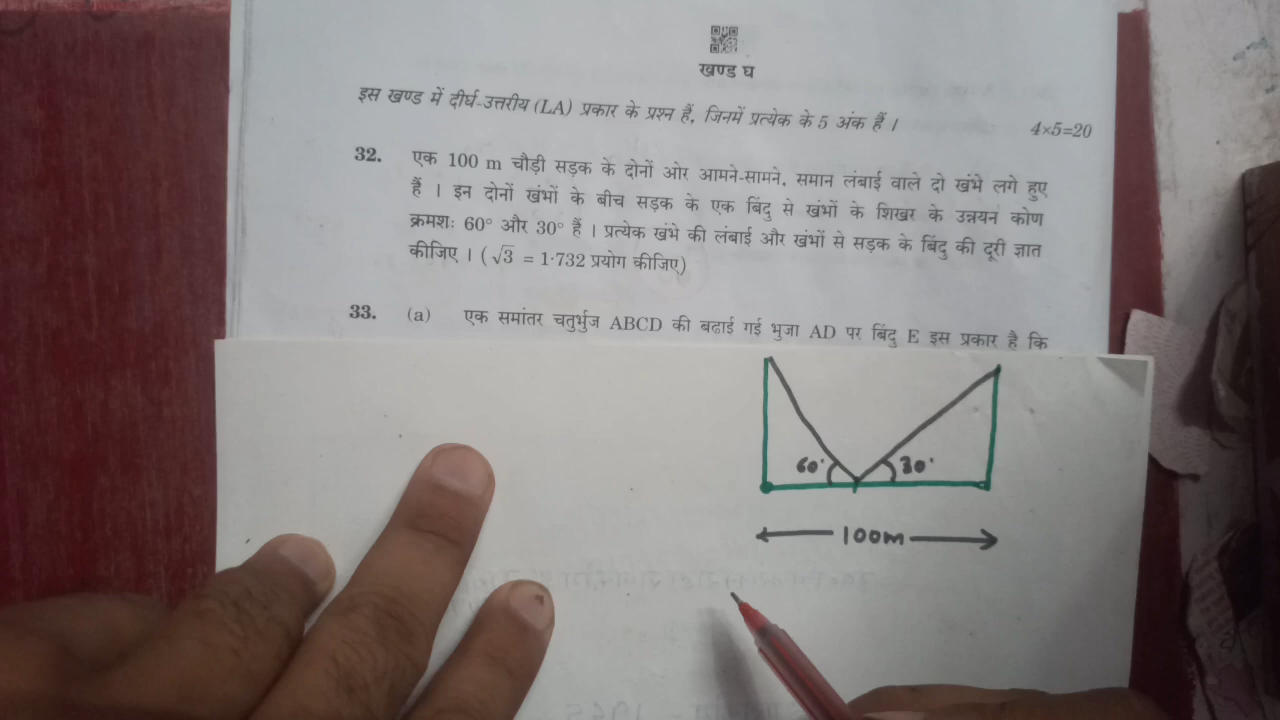 खण्ड घ
इस खण्ड में दीर्घ-उत्तरीय (LA) प्रकार के प्रश्न हैं, जिनमें प्रत्येक के 5 अंक हैं । 4×5=20
32. एक 100 m चौड़ी सड़क के दोनों ओर आमने-सामने, समान लंबाई वाले दो खंभे लगे हुए
हैं । इन दोनों खंभों के बीच सड़क के एक बिंदु से खंभों के शिखर के उन्नयन कोण
क्रमशः 60° और 30° हैं । प्रत्येक खंभे की लंबाई और खंभों से सड़क के बिंदु की दूरी ज्ञात
कीजिए । (√3 = 1·732 प्रयोग कीजिए)
33. (a) एक समांतर चतुर्भुज ABCD की बढ़ाई गई भुजा AD पर बिंदु E इस प्रकार है कि
60° 30°
100m